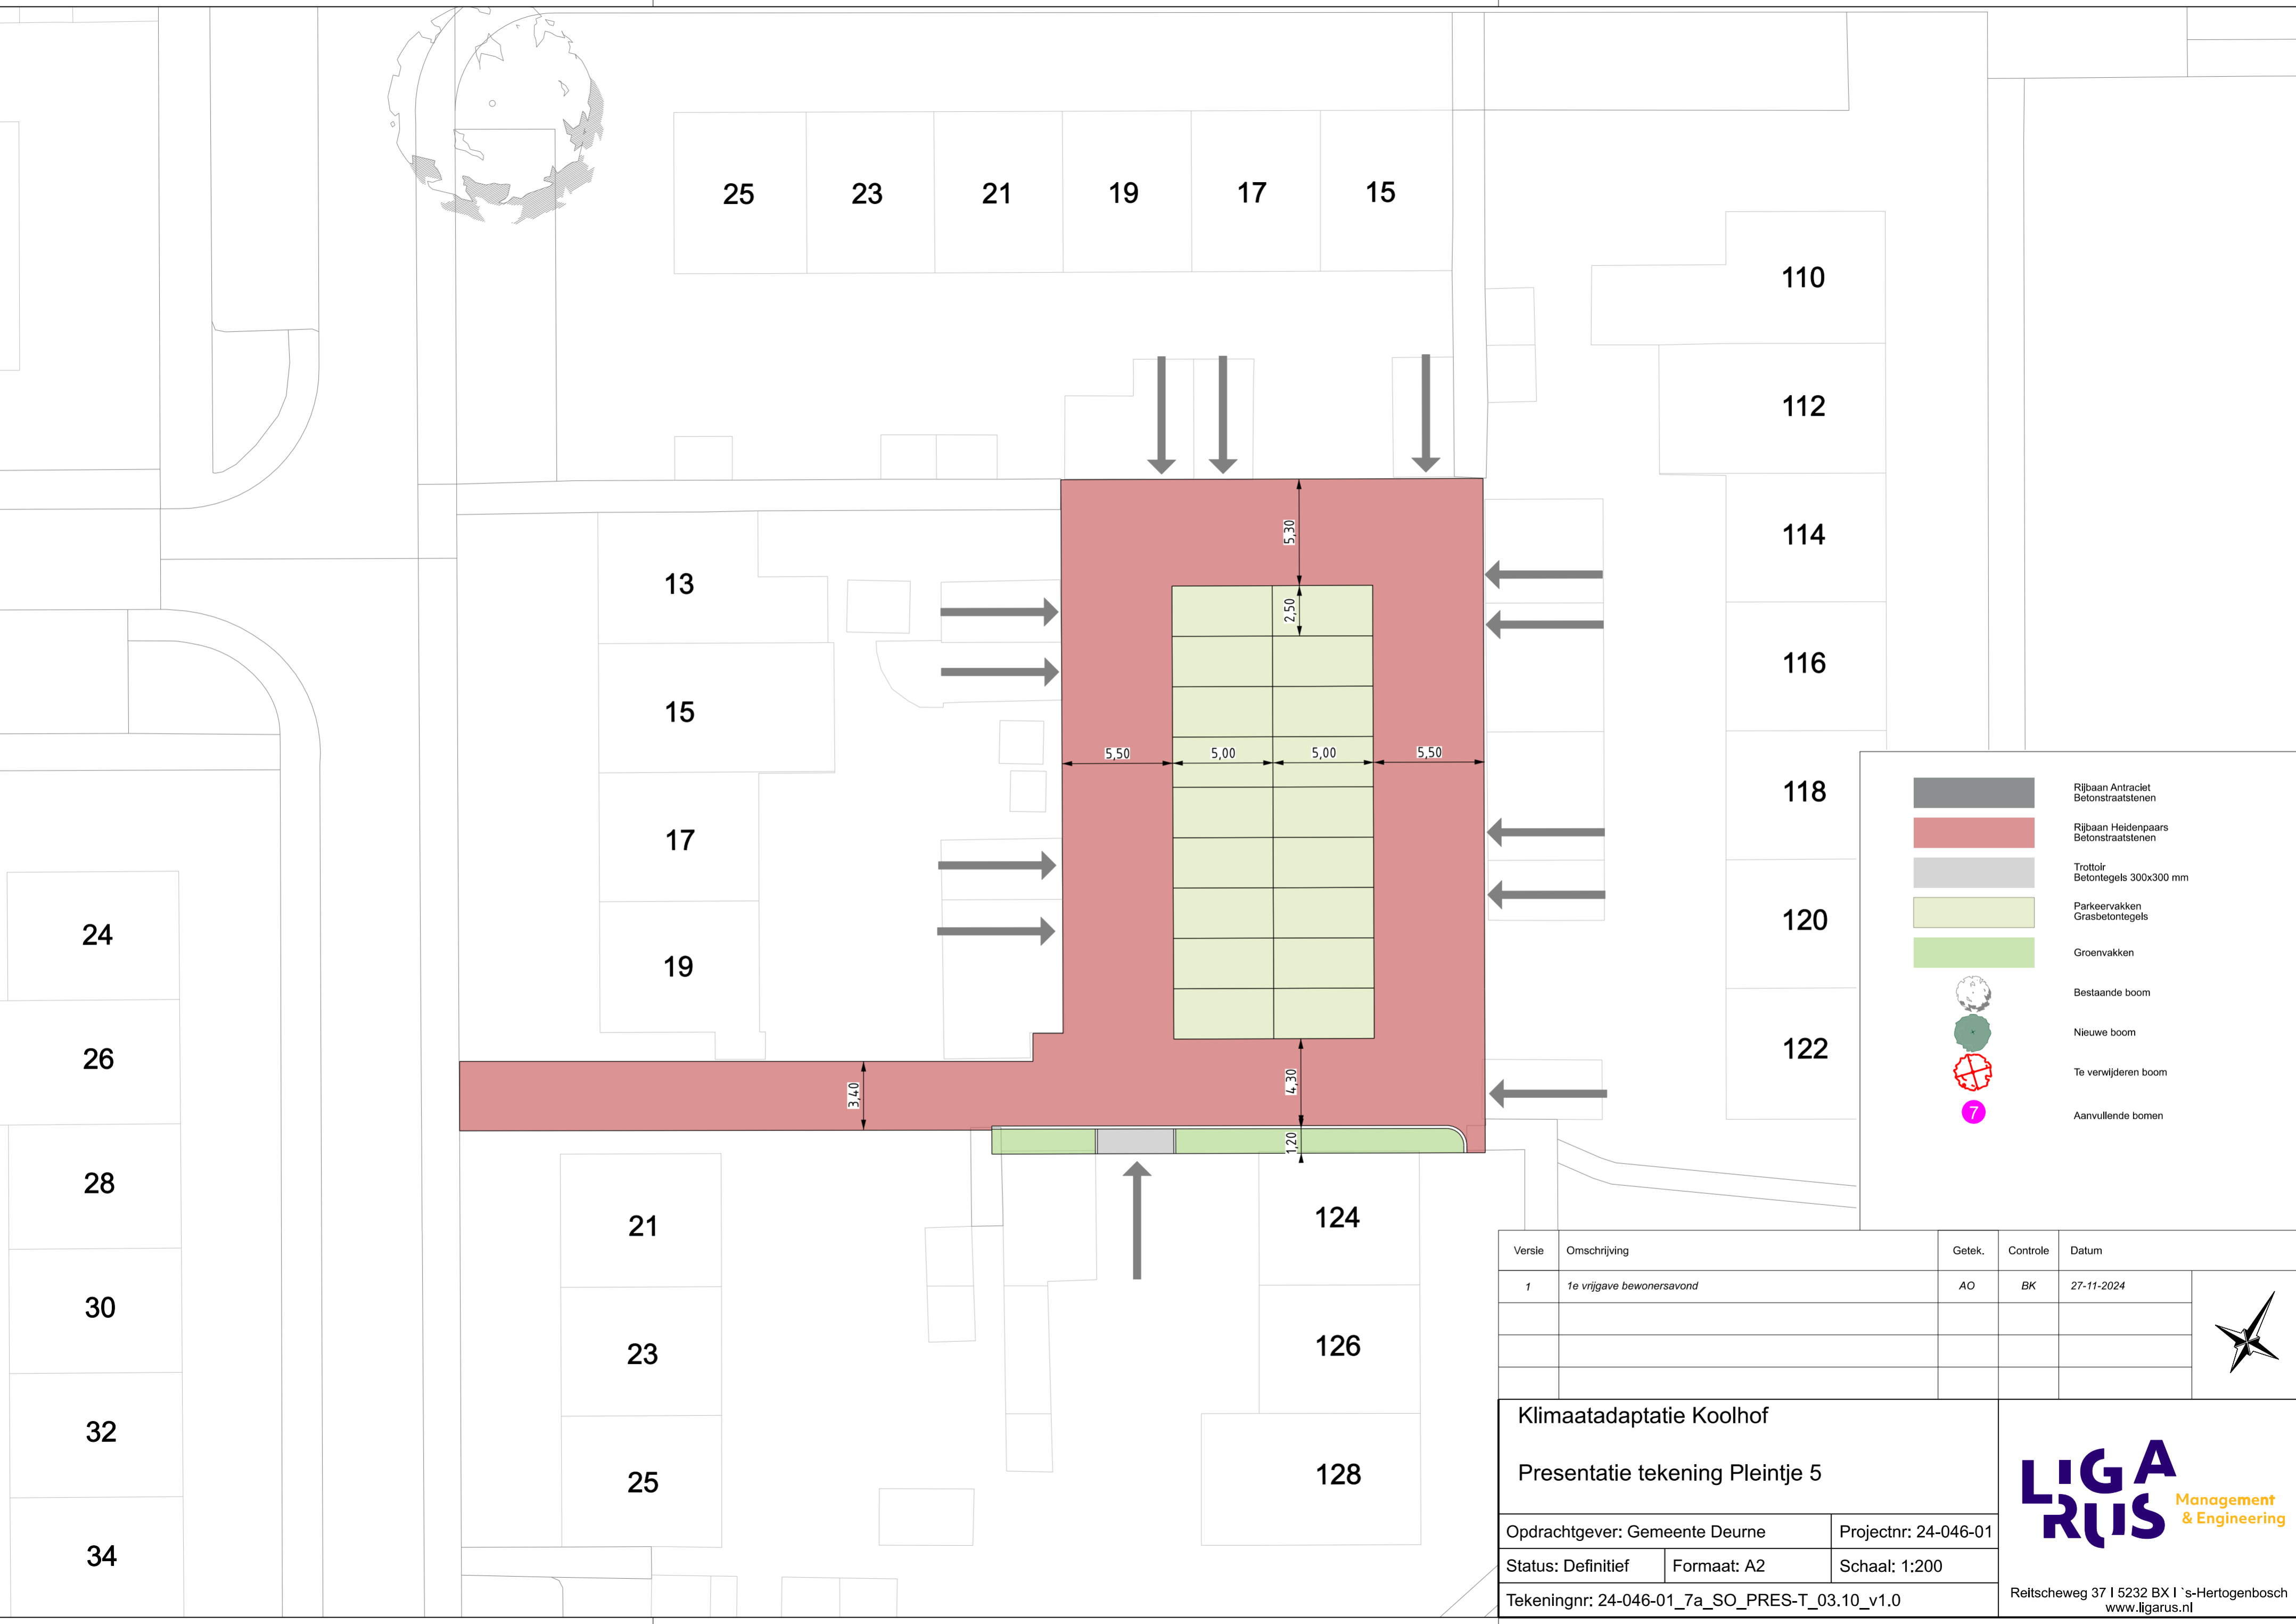 25 23 21 19 17 15
110
112
114
116
118
120
122
13
15
17
19
5,30
2,50
5,50 5,00 5,00 5,50
3,40
4,30
1,20
24
26
28
30
32
34
21
23
25
124
126
128
Rijbaan Antraciet
Betonstraatstenen
Rijbaan Heidenpaars
Betonstraatstenen
Trottoir
Betontegels 300x300 mm
Parkeervakken
Grasbetontegels
Groenvakken
Bestaande boom
Nieuwe boom
Te verwijderen boom
7 Aanvullende bomen
Versie Omschrijving Getek. Controle Datum
1 1e vrijgave bewonersavond AO BK 27-11-2024
Klimaatadaptatie Koolhof
Presentatie tekening Pleintje 5
Opdrachtgever: Gemeente Deurne Projectnr: 24-046-01
Status: Definitief Formaat: A2 Schaal: 1:200
Tekeningnr: 24-046-01_7a_SO_PRES-T_03.10_v1.0
LIGA
RUS
Management
& Engineering
Reitscheweg 37 I 5232 BX I `s-Hertogenbosch
www.ligarus.nl